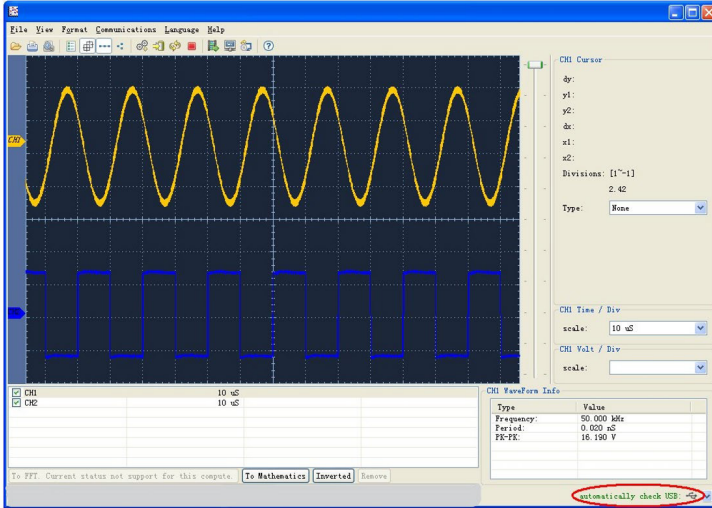 File View Format Communications Language Help
CH1 Cursor
dy:
y1:
y2:
dx:
x1:
x2:
Divisions: [1~-1]
2.42
Type: None
CH1
CH1 Time / Div
scale: 10 uS
CH1 Volt / Div
scale:
CH1 10 uS
CH2 10 uS
CH1 WaveForm Info
Type Value
Frequency: 50.000 kHz
Period: 0.020 mS
PK-PK: 16.190 V
To FFT. Current status not support for this compute. To Mathematics Inverted Remove
automatically check USB: